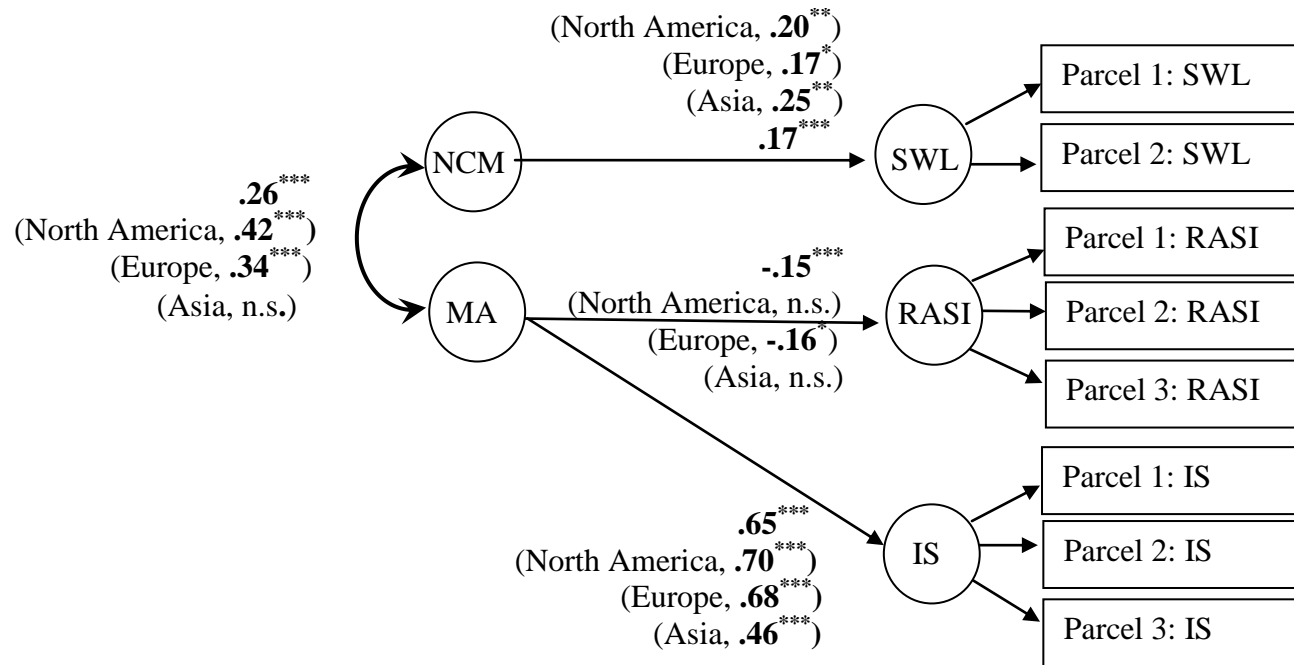 (North America, .20**)
(Europe, .17*)
(Asia, .25**)
.17***
NCM
SWL
Parcel 1: SWL
Parcel 2: SWL
.26***
(North America, .42***)
(Europe, .34***)
(Asia, n.s.)
MA
-.15***
(North America, n.s.)
(Europe, -.16*)
(Asia, n.s.)
RASI
Parcel 1: RASI
Parcel 2: RASI
Parcel 3: RASI
.65***
(North America, .70***)
(Europe, .68***)
(Asia, .46***)
IS
Parcel 1: IS
Parcel 2: IS
Parcel 3: IS